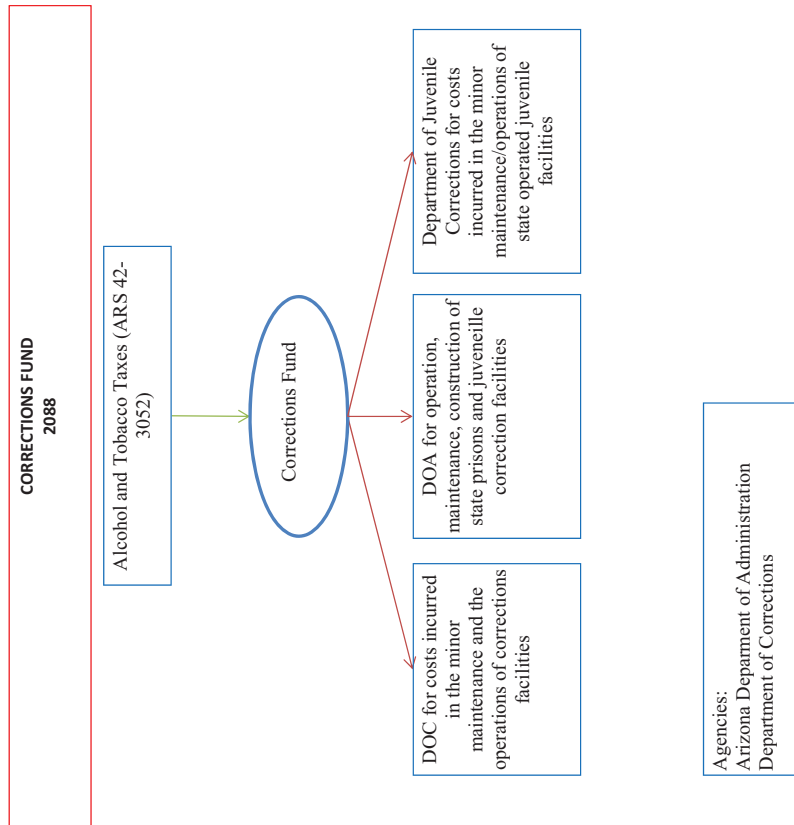 CORRECTIONS FUND
2088
Alcohol and Tobacco Taxes (ARS 42-
3052)
Corrections Fund
DOC for costs incurred
in the minor
maintenance and the
operations of corrections
facilities
DOA for operation,
maintenance, construction of
state prisons and juveneille
correction facilities
Department of Juvenile
Corrections for costs
incurred in the minor
maintenance/operations of
state operated juvenile
facilities
Agencies:
Arizona Deparment of Administration
Department of Corrections